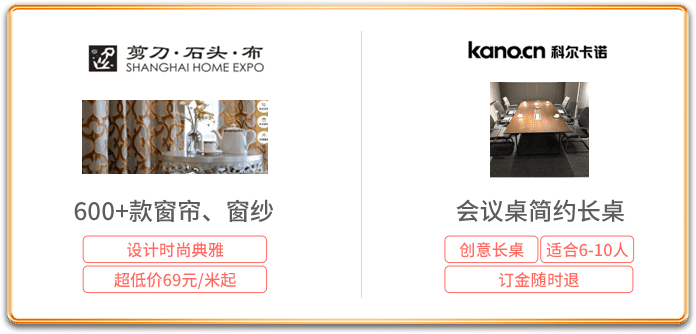 剪刀·石头·布
SHANGHAI HOME EXPO
600+款窗帘、窗纱
设计时尚典雅
超低价69元/米起
kano.cn 科尔卡诺
会议桌简约长桌
创意长桌 适合6-10人
订金随时退